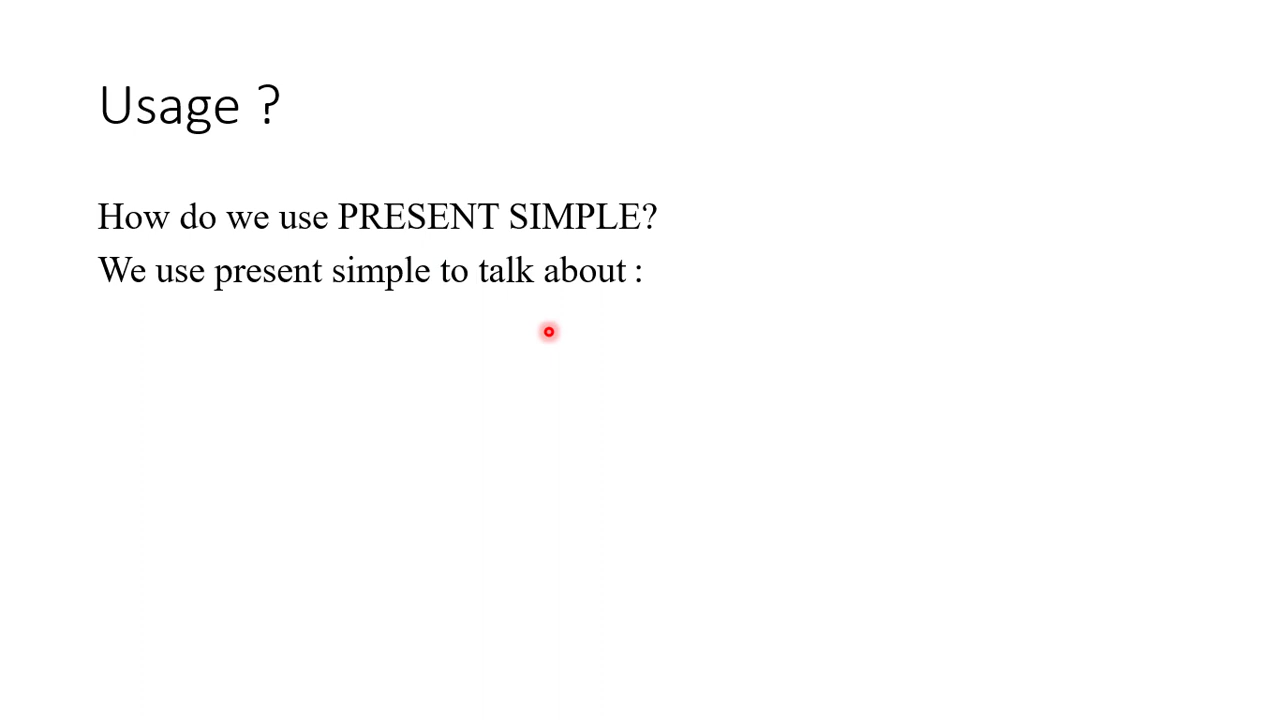 Usage ?
How do we use PRESENT SIMPLE?
We use present simple to talk about :